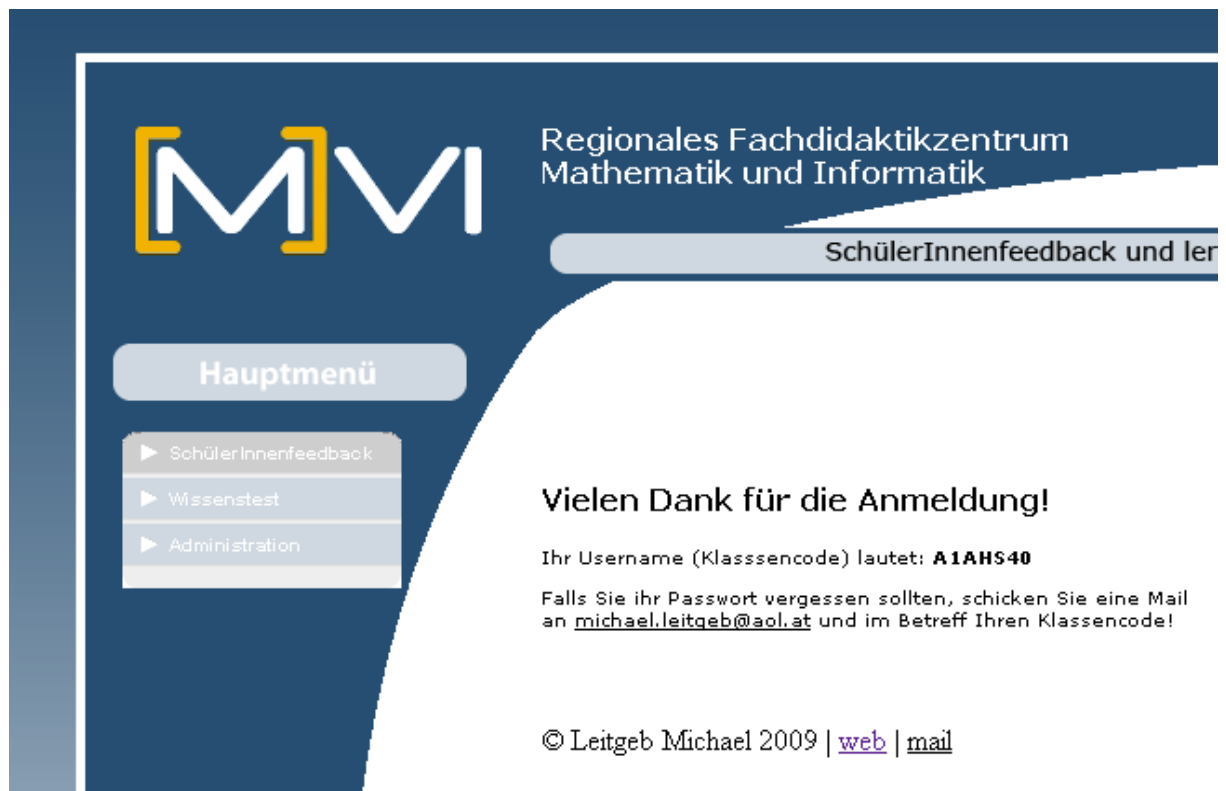 [M]VI
Regionales Fachdidaktikzentrum
Mathematik und Informatik
SchülerInnenfeedback und ler
Hauptmenü
SchülerInnenfeedback
Wissenstest
Administration
Vielen Dank für die Anmeldung!
Ihr Username (Klasssencode) lautet: A1AHS40
Falls Sie ihr Passwort vergessen sollten, schicken Sie eine Mail
an michael.leitgeb@aol.at und im Betreff Ihren Klassencode!
© Leitgeb Michael 2009 | web | mail